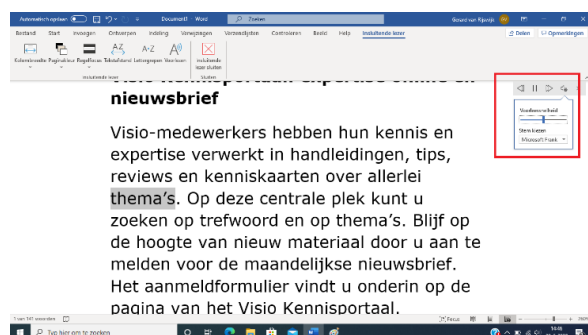 Automatisch opslaan
Document1 - Word
Zoeken
Gerard van Rijswijk
Bestand Start Invoegen Ontwerpen Indeling Verwijzingen Verzendlijsten Controleren Beeld Help Insluitende lezer
Delen
Opmerkingen
Kolombreedte Paginakleur Regelfocus Tekstafstand Lettergrepen Voorlezen Insluitende
lezer sluiten
Insluitende lezer Sluiten
nieuwsbrief
Visio-medewerkers hebben hun kennis en
expertise verwerkt in handleidingen, tips,
reviews en kenniskaarten over allerlei
thema's. Op deze centrale plek kunt u
zoeken op trefwoord en op thema's. Blijf op
de hoogte van nieuw materiaal door u aan te
melden voor de maandelijkse nieuwsbrief.
Het aanmeldformulier vindt u onderin op de
pagina van het Visio Kennisportaal.
Voorleessnelheid
Stem kiezen
Microsoft Frank
Focus
Typ hier om te zoeken